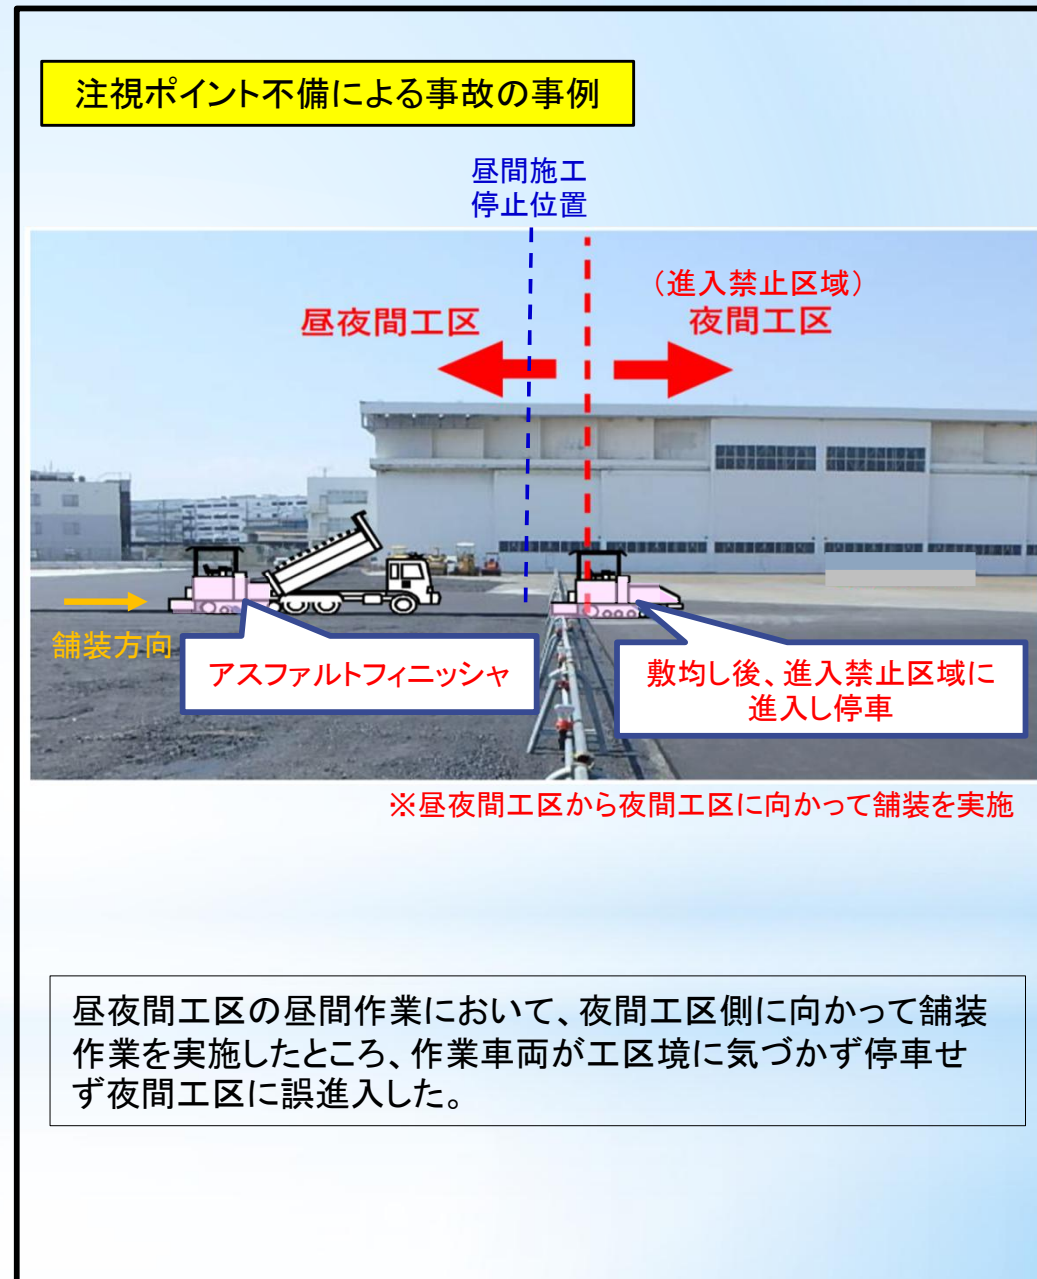 注視ポイント不備による事故の事例
昼間施工
停止位置
（進入禁止区域）
昼夜間工区
夜間工区
舗装方向
アスファルトフィニッシャ
敷均し後、進入禁止区域に
進入し停車
※昼夜間工区から夜間工区に向かって舗装を実施
昼夜間工区の昼間作業において、夜間工区側に向かって舗装
作業を実施したところ、作業車両が工区境に気づかず停車せ
ず夜間工区に誤進入した。